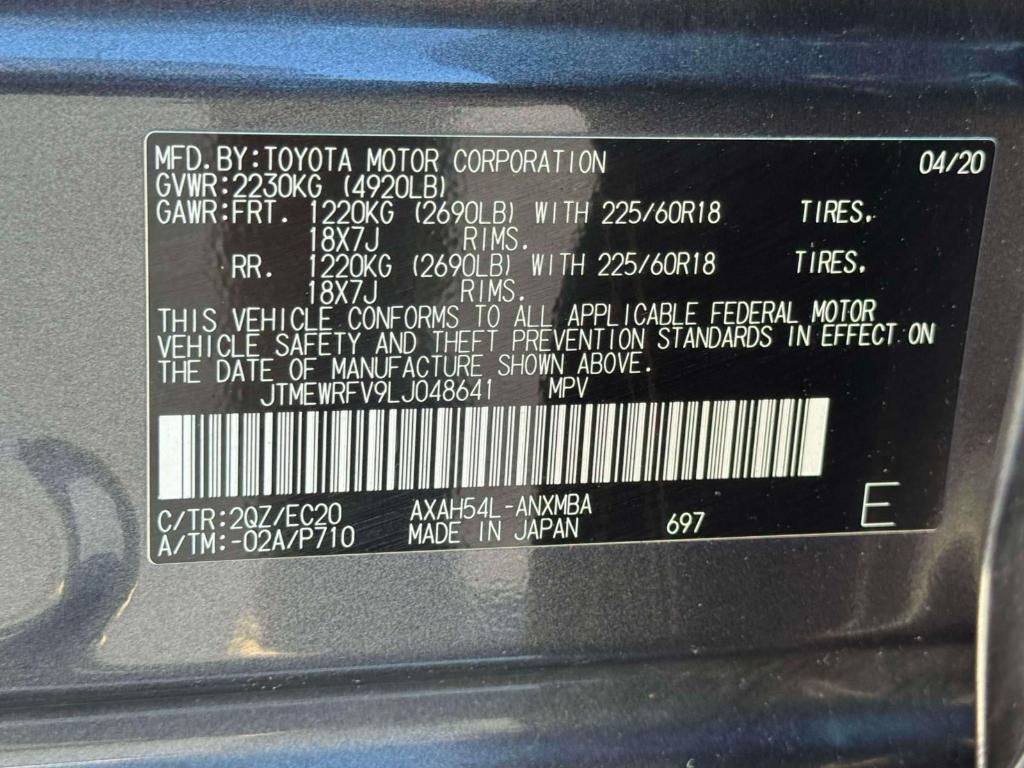 MFD.BY:TOYOTA MOTOR CORPORATION 04/20
GVWR:2230KG (4920LB)
GAWR:FRT. 1220KG (2690LB) WITH 225/60R18 TIRES,
18X7J RIMS.
RR. 1220KG (2690LB) WITH 225/60R18 TIRES,
18X7J RIMS.
THIS VEHICLE CONFORMS TO ALL APPLICABLE FEDERAL MOTOR
VEHICLE SAFETY AND THEFT PREVENTION STANDARDS IN EFFECT ON
THE DATE OF MANUFACTURE SHOWN ABOVE.
JTMEWRFV9LJ048641 MPV
C/TR:2QZ/EC20 AXAH54L-ANXMBA
A/TM:-02A/P710 MADE IN JAPAN 697 E